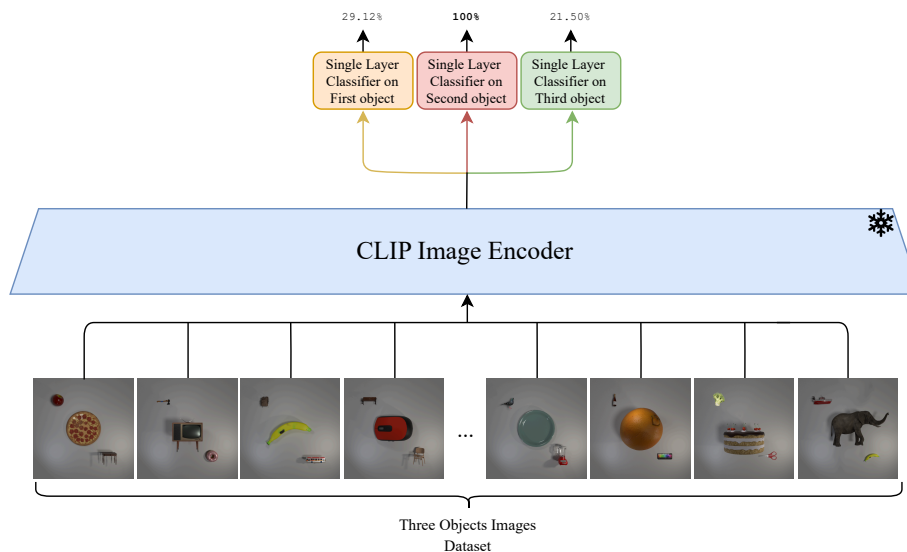 29.12%
100%
21.50%
Single Layer
Classifier on
First object
Single Layer
Classifier on
Second object
Single Layer
Classifier on
Third object
CLIP Image Encoder
...
Three Objects Images
Dataset